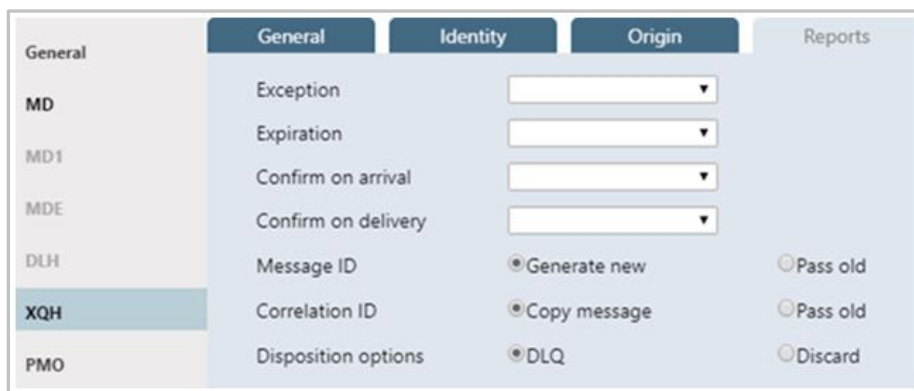 General
MD
MD1
MDE
DLH
XQH
PMO
General Identity Origin Reports
Exception
Expiration
Confirm on arrival
Confirm on delivery
Message ID Generate new Pass old
Correlation ID Copy message Pass old
Disposition options DLQ Discard